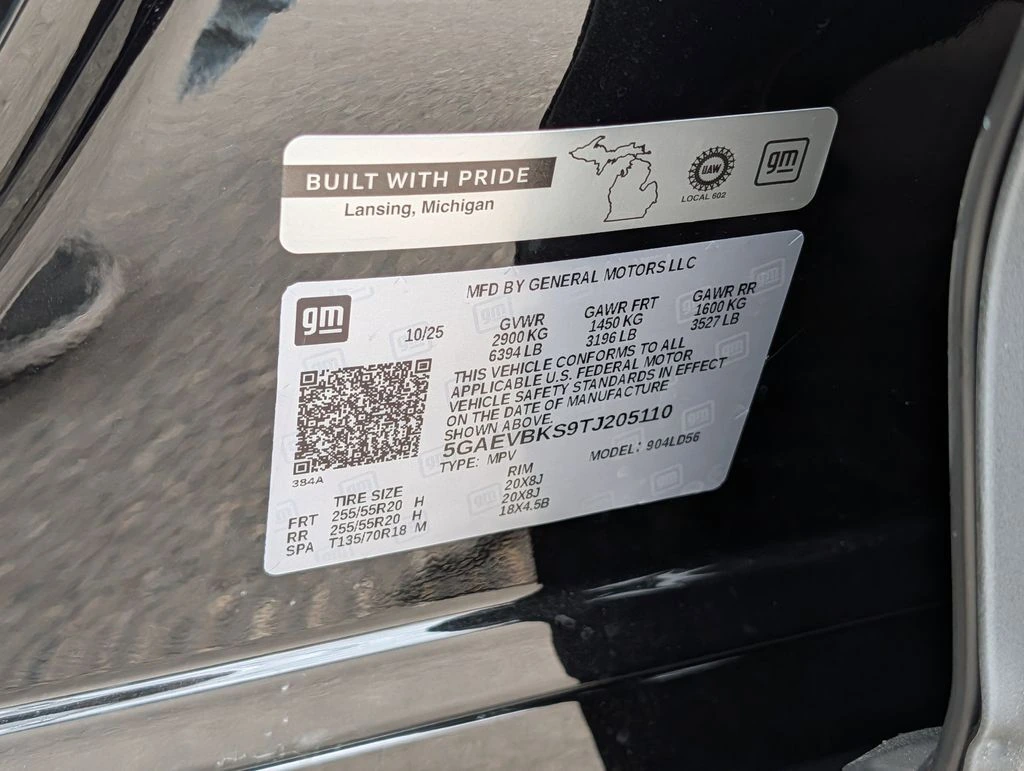 BUILT WITH PRIDE
Lansing, Michigan
UAW
LOCAL 602
gm
gm
MFD BY GENERAL MOTORS LLC
10/25
GVWR
2900 KG
6394 LB
GAWR FRT
1450 KG
3196 LB
GAWR RR
1600 KG
3527 LB
THIS VEHICLE CONFORMS TO ALL
APPLICABLE U.S. FEDERAL MOTOR
VEHICLE SAFETY STANDARDS IN EFFECT
ON THE DATE OF MANUFACTURE
SHOWN ABOVE.
5GAEVBKS9TJ205110
TYPE: MPV MODEL: 904LD56
384A
TIRE SIZE RIM
FRT 255/55R20 H 20X8J
RR 255/55R20 H 20X8J
SPA T135/70R18 M 18X4.5B